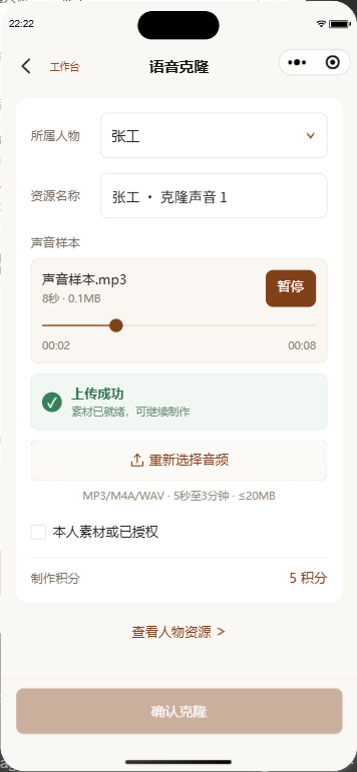 22:22
工作台
语音克隆
所属人物
张工
资源名称
张工 · 克隆声音 1
声音样本
声音样本.mp3
暂停
8秒 · 0.1MB
00:02
00:08
上传成功
素材已就绪，可继续制作
重新选择音频
MP3/M4A/WAV · 5秒至3分钟 · ≤20MB
本人素材或已授权
制作积分
5 积分
查看人物资源 >
确认克隆